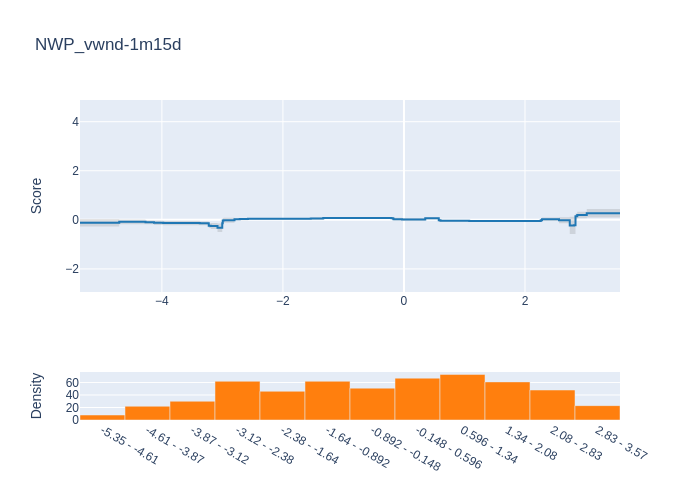 NWP_vwnd-1m15d
Score
4
2
0
−2
−4
−2
0
2
Density
60
40
20
0
-5.35 - -4.61
-4.61 - -3.87
-3.87 - -3.12
-3.12 - -2.38
-2.38 - -1.64
-1.64 - -0.892
-0.892 - -0.148
-0.148 - 0.596
0.596 - 1.34
1.34 - 2.08
2.08 - 2.83
2.83 - 3.57